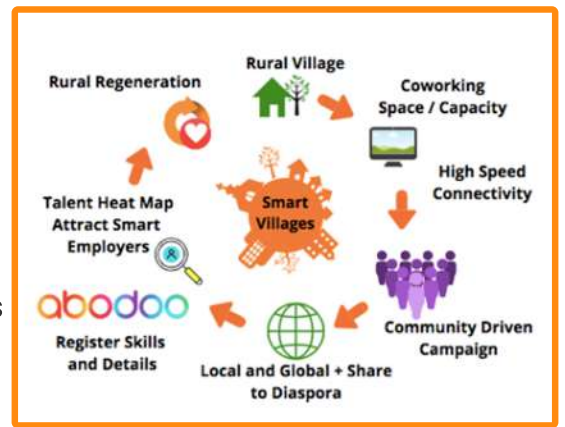 Rural Village
Coworking
Space / Capacity
High Speed
Connectivity
Community Driven
Campaign
Local and Global + Share
to Diaspora
abodoo
Register Skills
and Details
Talent Heat Map
Attract Smart
Employers
Rural Regeneration
Smart
Villages
s